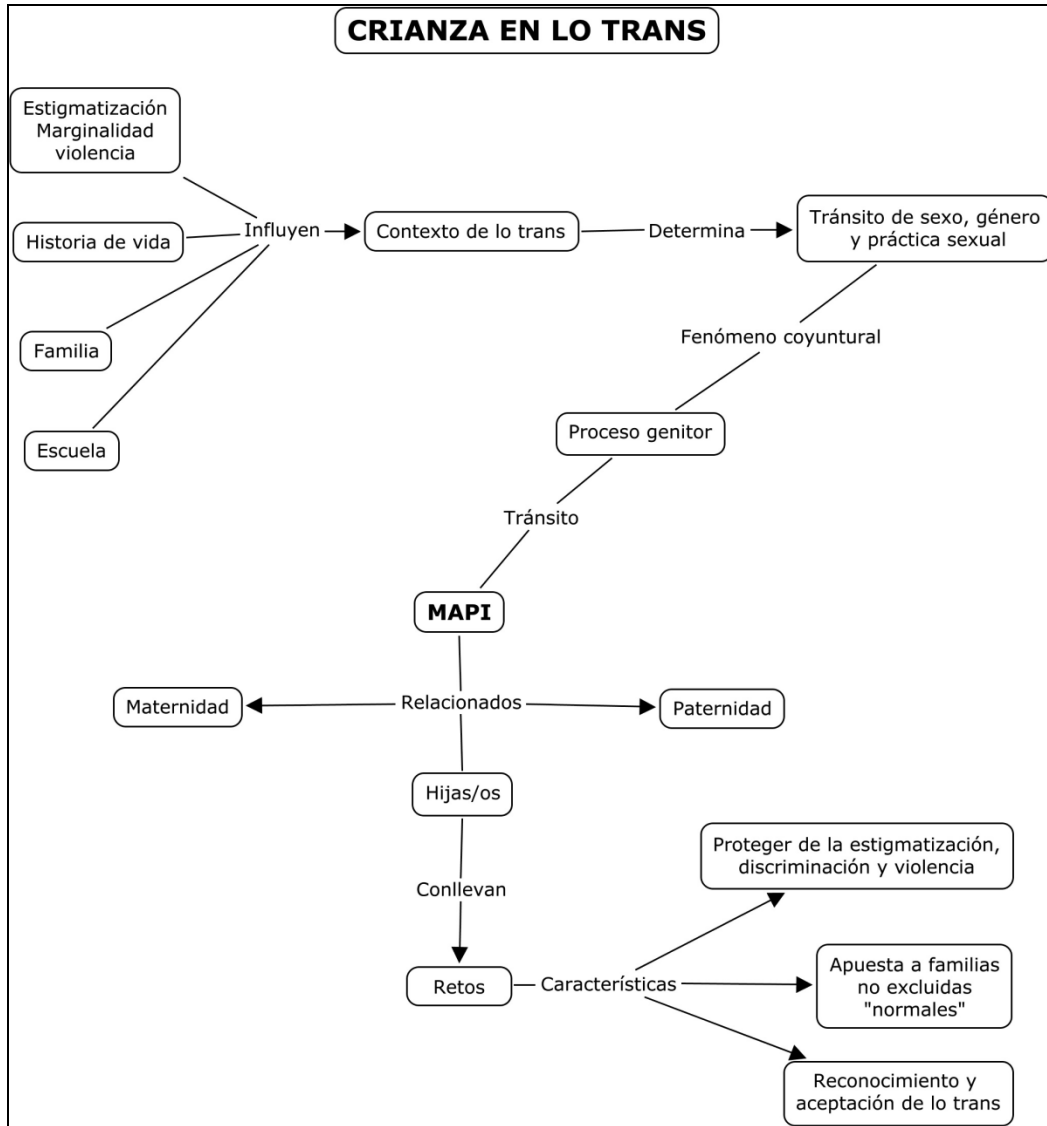 CRIANZA EN LO TRANS
Estigmatización
Marginalidad
violencia
Historia de vida
Familia
Escuela
Influyen
Contexto de lo trans
Determina
Tránsito de sexo, género
y práctica sexual
Fenómeno coyuntural
Proceso genitor
Tránsito
MAPI
Maternidad
Relacionados
Paternidad
Hijas/os
Conllevan
Retos
Características
Proteger de la estigmatización,
discriminación y violencia
Apuesta a familias
no excluidas
"normales"
Reconocimiento y
aceptación de lo trans